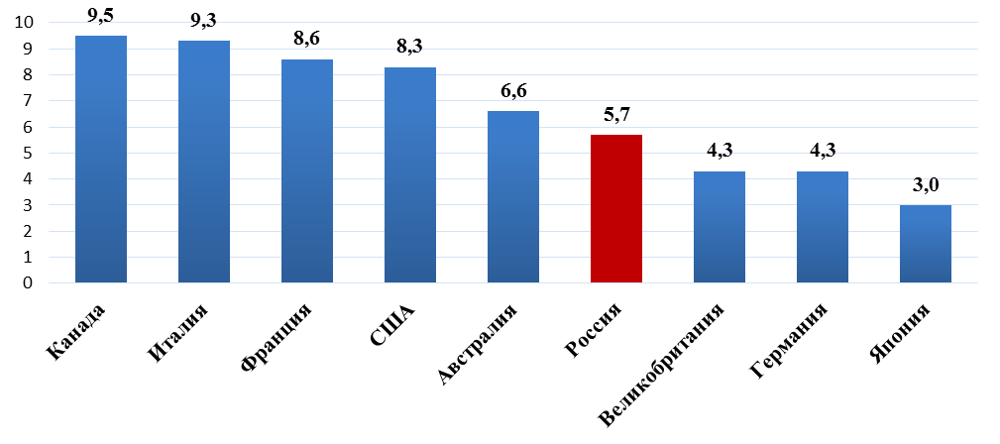 10
9
8
7
6
5
4
3
2
1
0
9,5
9,3
8,6
8,3
6,6
5,7
4,3
4,3
3,0
Канада
Италия
Франция
США
Австралия
Россия
Великобритания
Германия
Япония